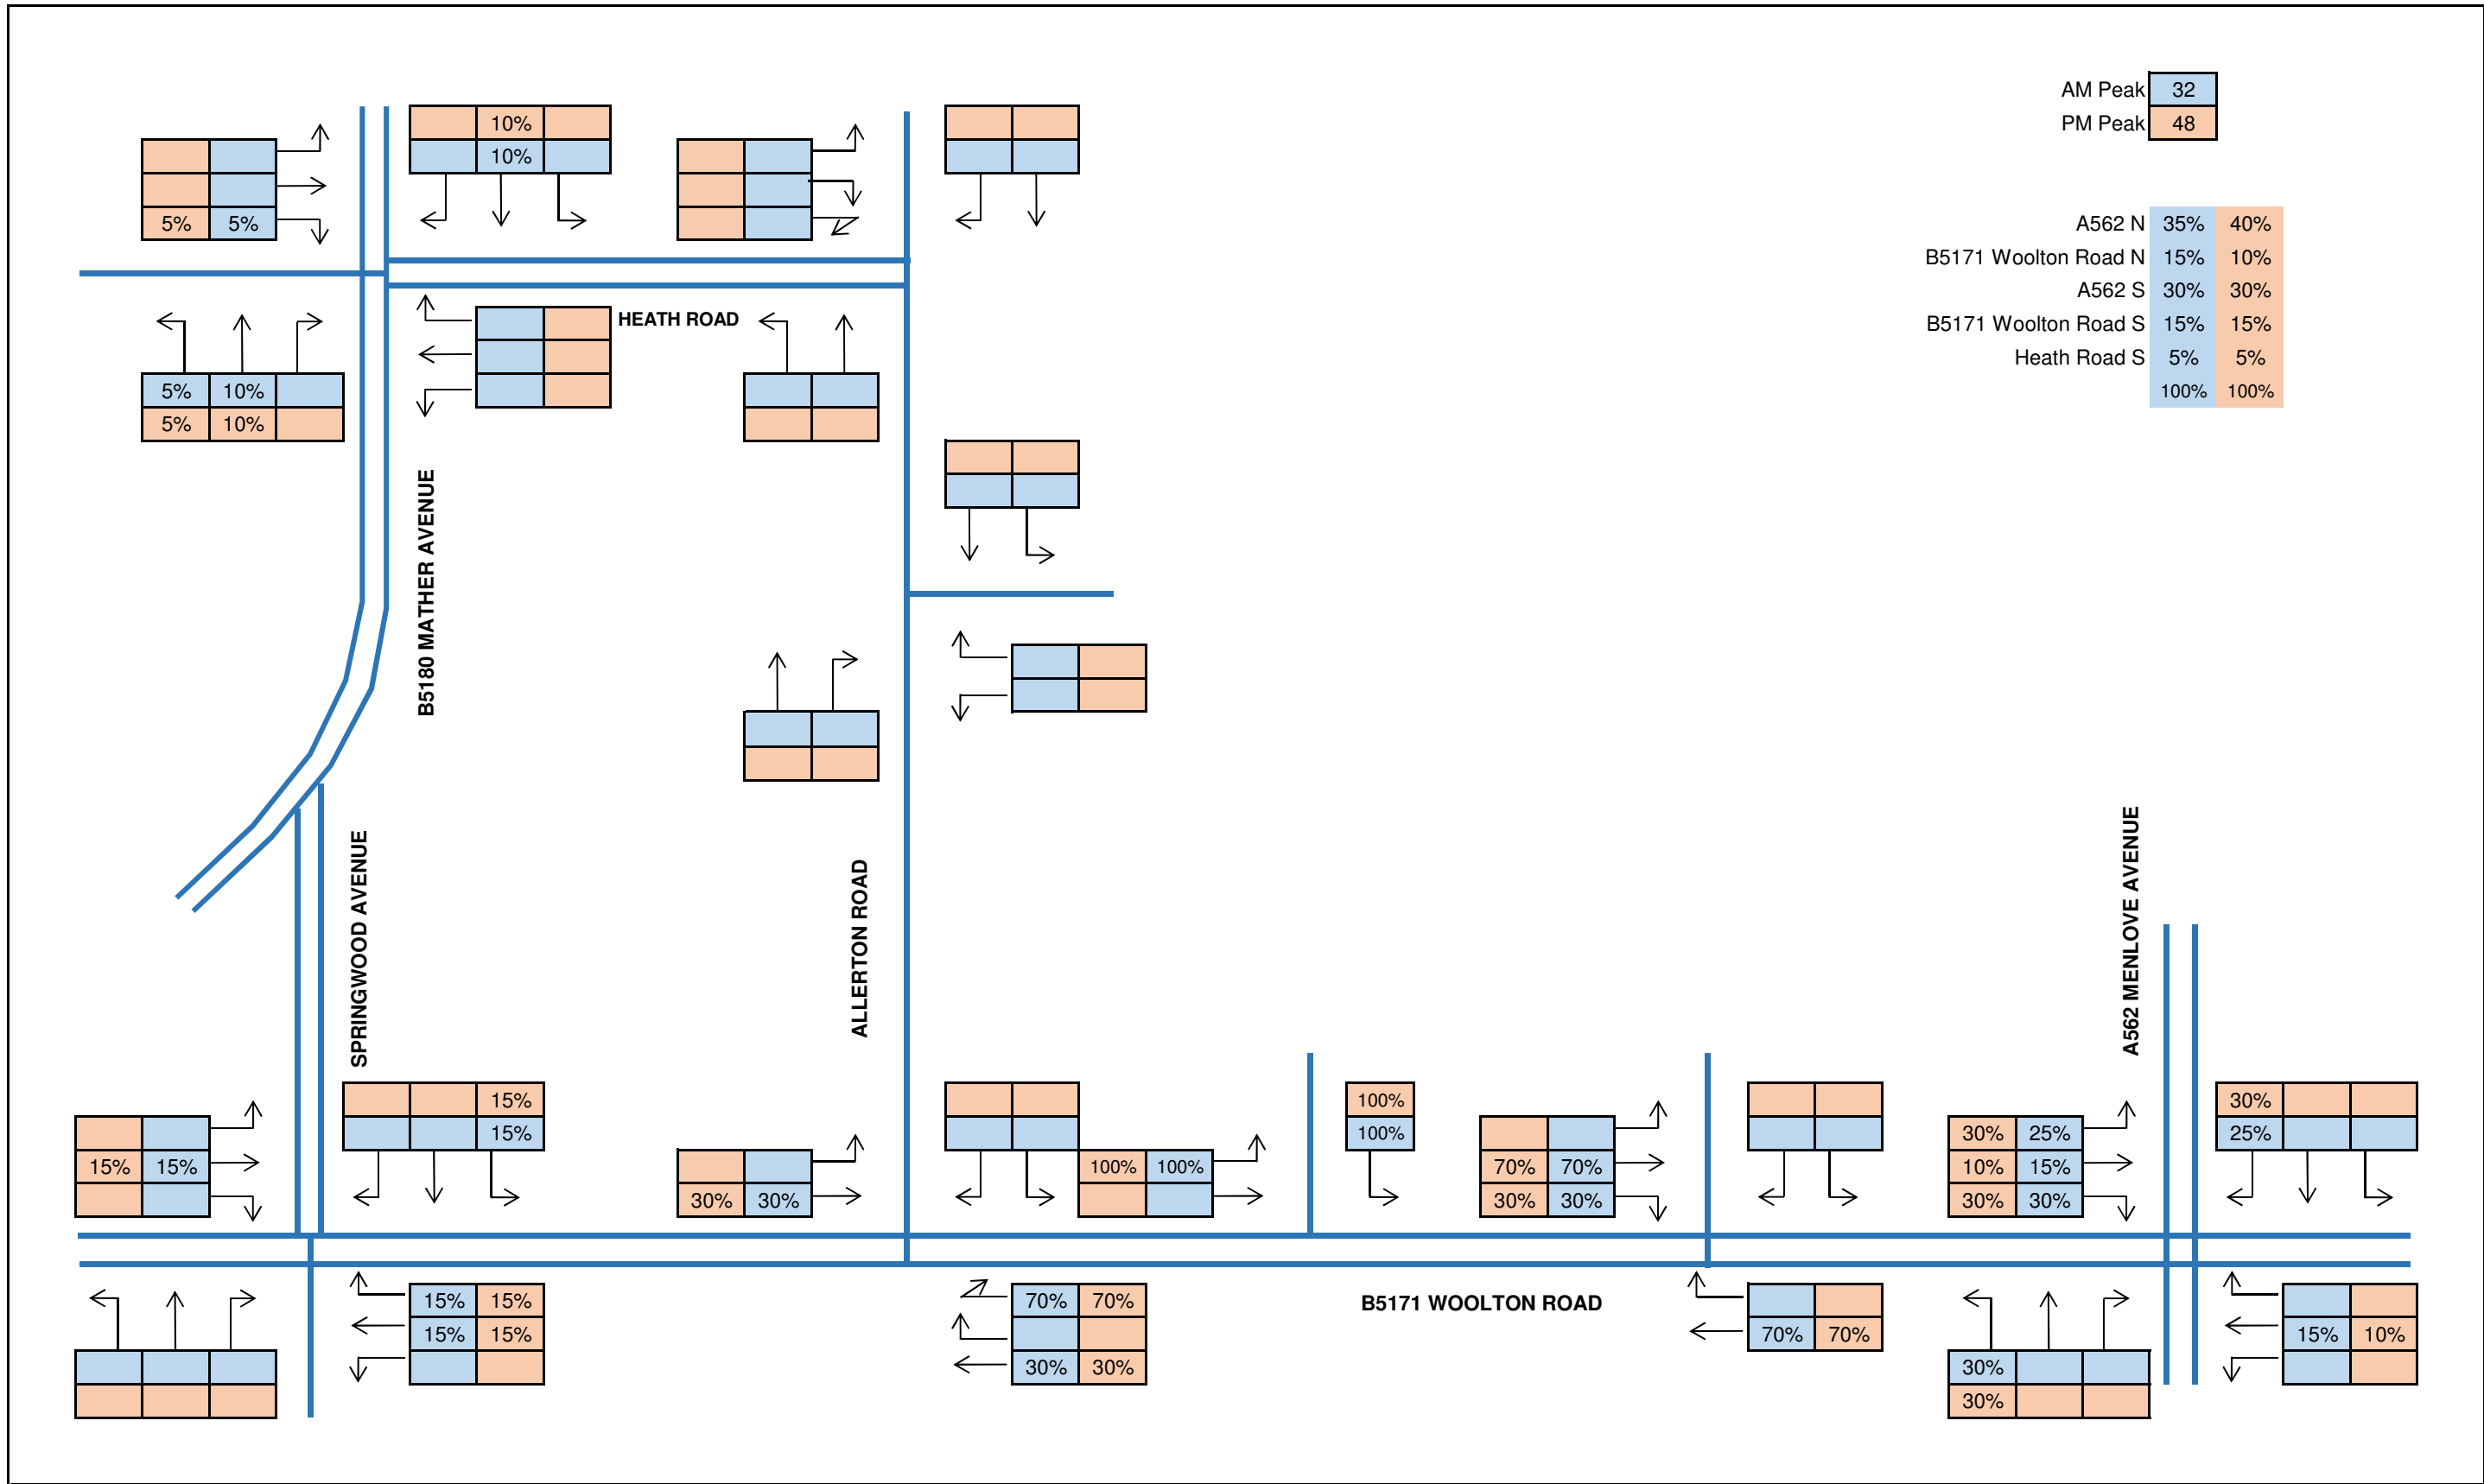 AM Peak 32
PM Peak 48
10%
10%
5% 5%
A562 N 35% 40%
B5171 Woolton Road N 15% 10%
A562 S 30% 30%
B5171 Woolton Road S 15% 15%
Heath Road S 5% 5%
100% 100%
HEATH ROAD
5% 10%
5% 10%
B5180 MATHER AVENUE
SPRINGWOOD AVENUE
ALLERTON ROAD
A562 MENLOVE AVENUE
15% 15%
15%
15%
30% 30%
100% 100%
100%
100%
70% 70%
30% 30%
30% 25%
10% 15%
30% 30%
30%
25%
15% 15%
15% 15%
70% 70%
30% 30%
B5171 WOOLTON ROAD
70% 70%
30%
30%
15% 10%